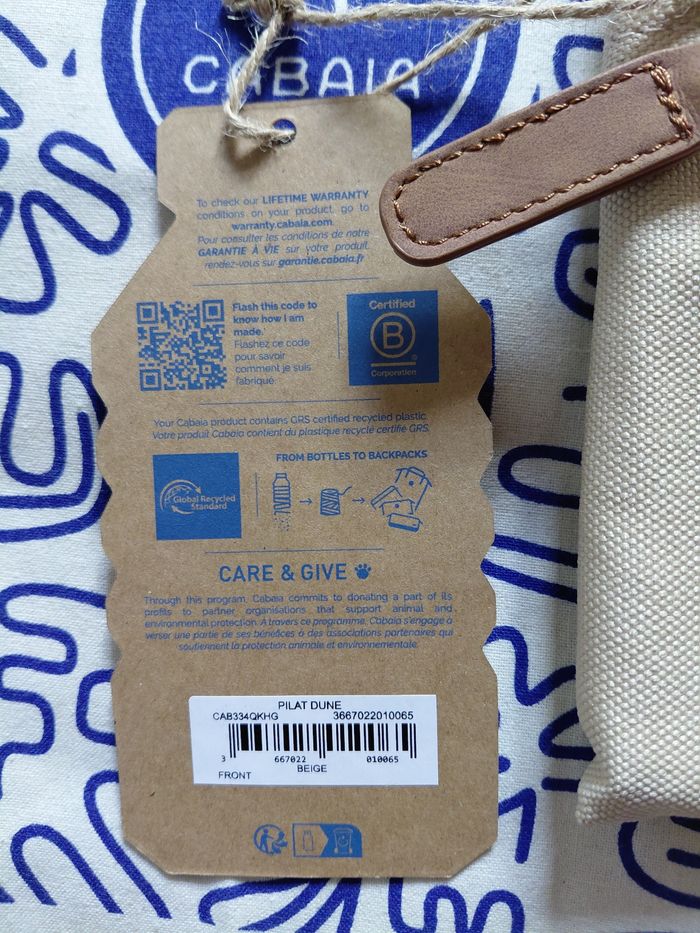 CABAIA
To check our LIFETIME WARRANTY
conditions on your product, go to
warranty.cabaia.com.
Pour consulter les conditions de notre
GARANTIE À VIE sur votre produit,
rendez-vous sur garantie.cabaia.fr
Flash this code to
know how I am
made.
Flashez ce code
pour savoir
comment je suis
fabriqué.
Certified
B
®
Corporation
Your Cabaia product contains GRS certified recycled plastic.
Votre produit Cabaia contient du plastique recyclé certifié GRS.
Global Recycled
Standard
FROM BOTTLES TO BACKPACKS
CARE & GIVE
Through this program, Cabaia commits to donating a part of its
profits to partner organisations that support animal and
environmental protection. A travers ce programme, Cabaia s'engage à
verser une partie de ses bénéfices à des associations partenaires qui
soutiennent la protection animale et environnementale.
PILAT DUNE
CAB334QKHG 3667022010065
3 667022 010065
FRONT BEIGE